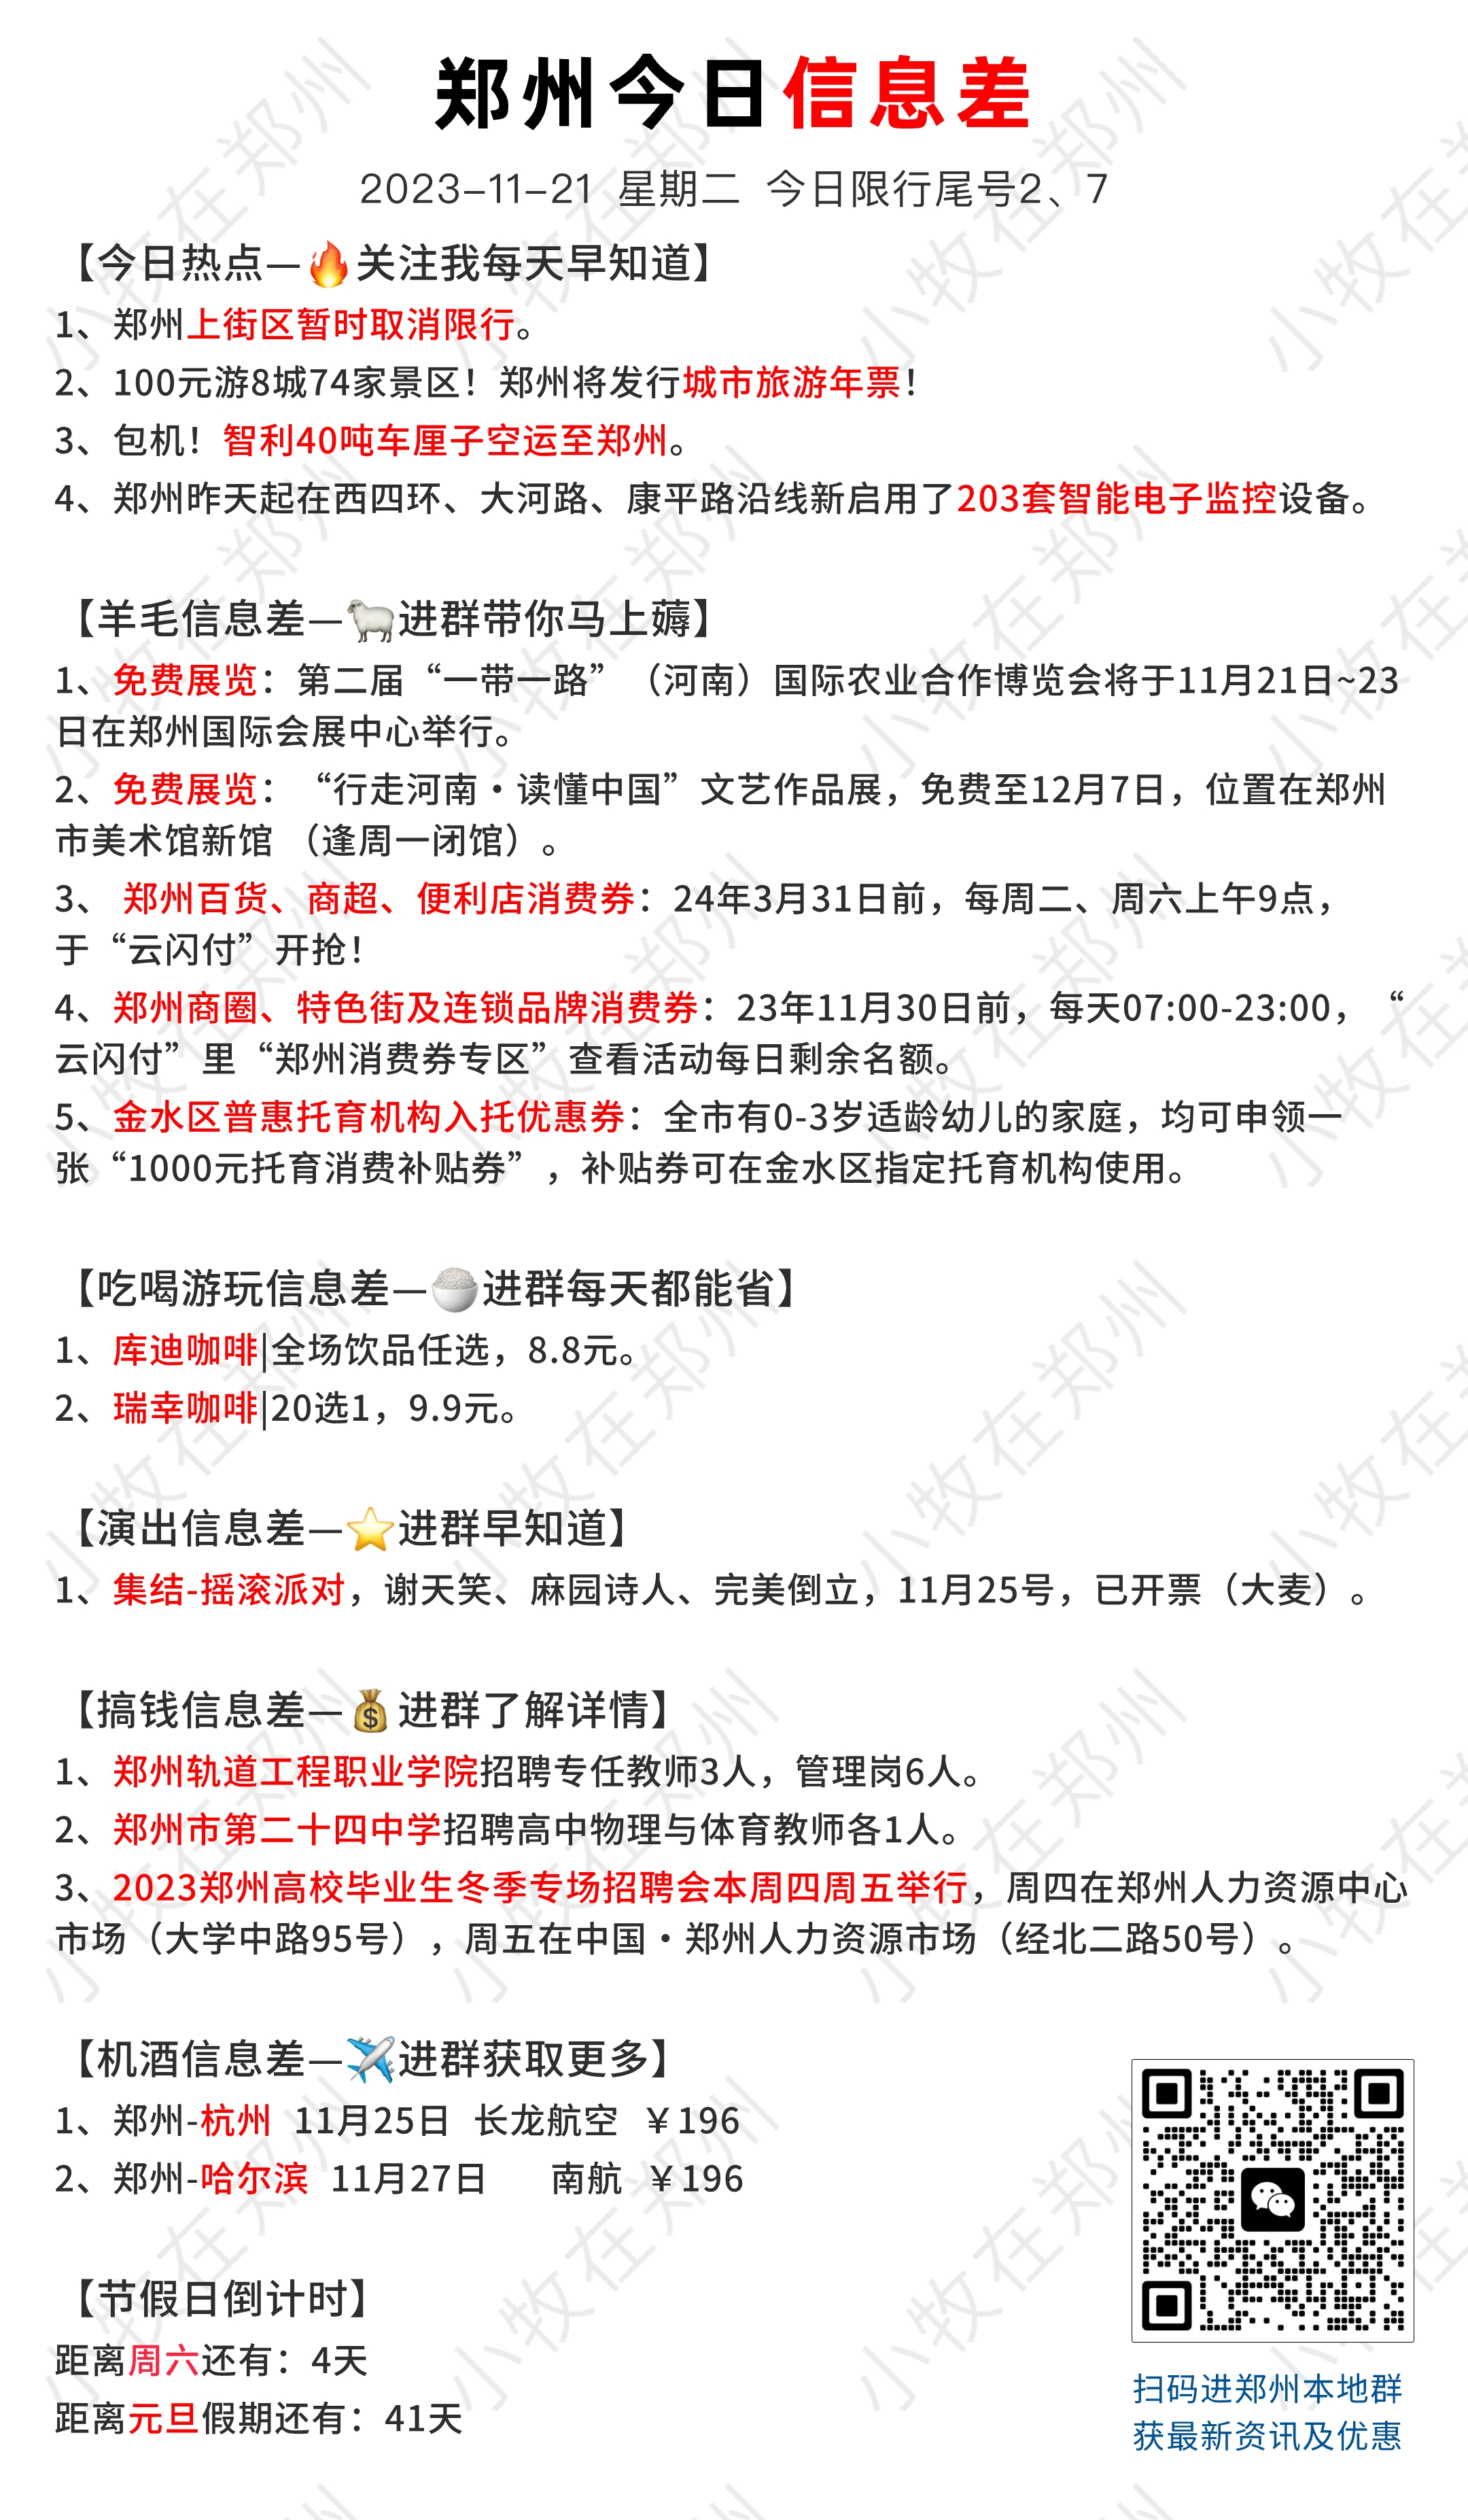 郑州今日信息差
2023-11-21 星期二 今日限行尾号2、7
【今日热点—🔥关注我每天早知道】
1、郑州上街区暂时取消限行。
2、100元游8城74家景区！郑州将发行城市旅游年票！
3、包机！智利40吨车厘子空运至郑州。
4、郑州昨天起在西四环、大河路、康平路沿线新启用了203套智能电子监控设备。
【羊毛信息差—🐑进群带你马上薅】
1、免费展览：第二届“一带一路”（河南）国际农业合作博览会将于11月21日~23
日在郑州国际会展中心举行。
2、免费展览：“行走河南·读懂中国”文艺作品展，免费至12月7日，位置在郑州
市美术馆新馆 （逢周一闭馆）。
3、 郑州百货、商超、便利店消费券：24年3月31日前，每周二、周六上午9点，
于“云闪付”开抢！
4、郑州商圈、特色街及连锁品牌消费券：23年11月30日前，每天07:00-23:00，“
云闪付”里“郑州消费券专区”查看活动每日剩余名额。
5、金水区普惠托育机构入托优惠券：全市有0-3岁适龄幼儿的家庭，均可申领一
张“1000元托育消费补贴券”，补贴券可在金水区指定托育机构使用。
【吃喝游玩信息差—🍚进群每天都能省】
1、库迪咖啡|全场饮品任选，8.8元。
2、瑞幸咖啡|20选1，9.9元。
【演出信息差—⭐进群早知道】
1、集结-摇滚派对，谢天笑、麻园诗人、完美倒立，11月25号，已开票（大麦）。
【搞钱信息差—💰进群了解详情】
1、郑州轨道工程职业学院招聘专任教师3人，管理岗6人。
2、郑州市第二十四中学招聘高中物理与体育教师各1人。
3、2023郑州高校毕业生冬季专场招聘会本周四周五举行，周四在郑州人力资源中心
市场（大学中路95号），周五在中国·郑州人力资源市场（经北二路50号）。
【机酒信息差—✈️进群获取更多】
1、郑州-杭州 11月25日 长龙航空 ￥196
2、郑州-哈尔滨 11月27日 南航 ￥196
【节假日倒计时】
距离周六还有：4天
距离元旦假期还有：41天
扫码进郑州本地群
获最新资讯及优惠
小牧在郑州